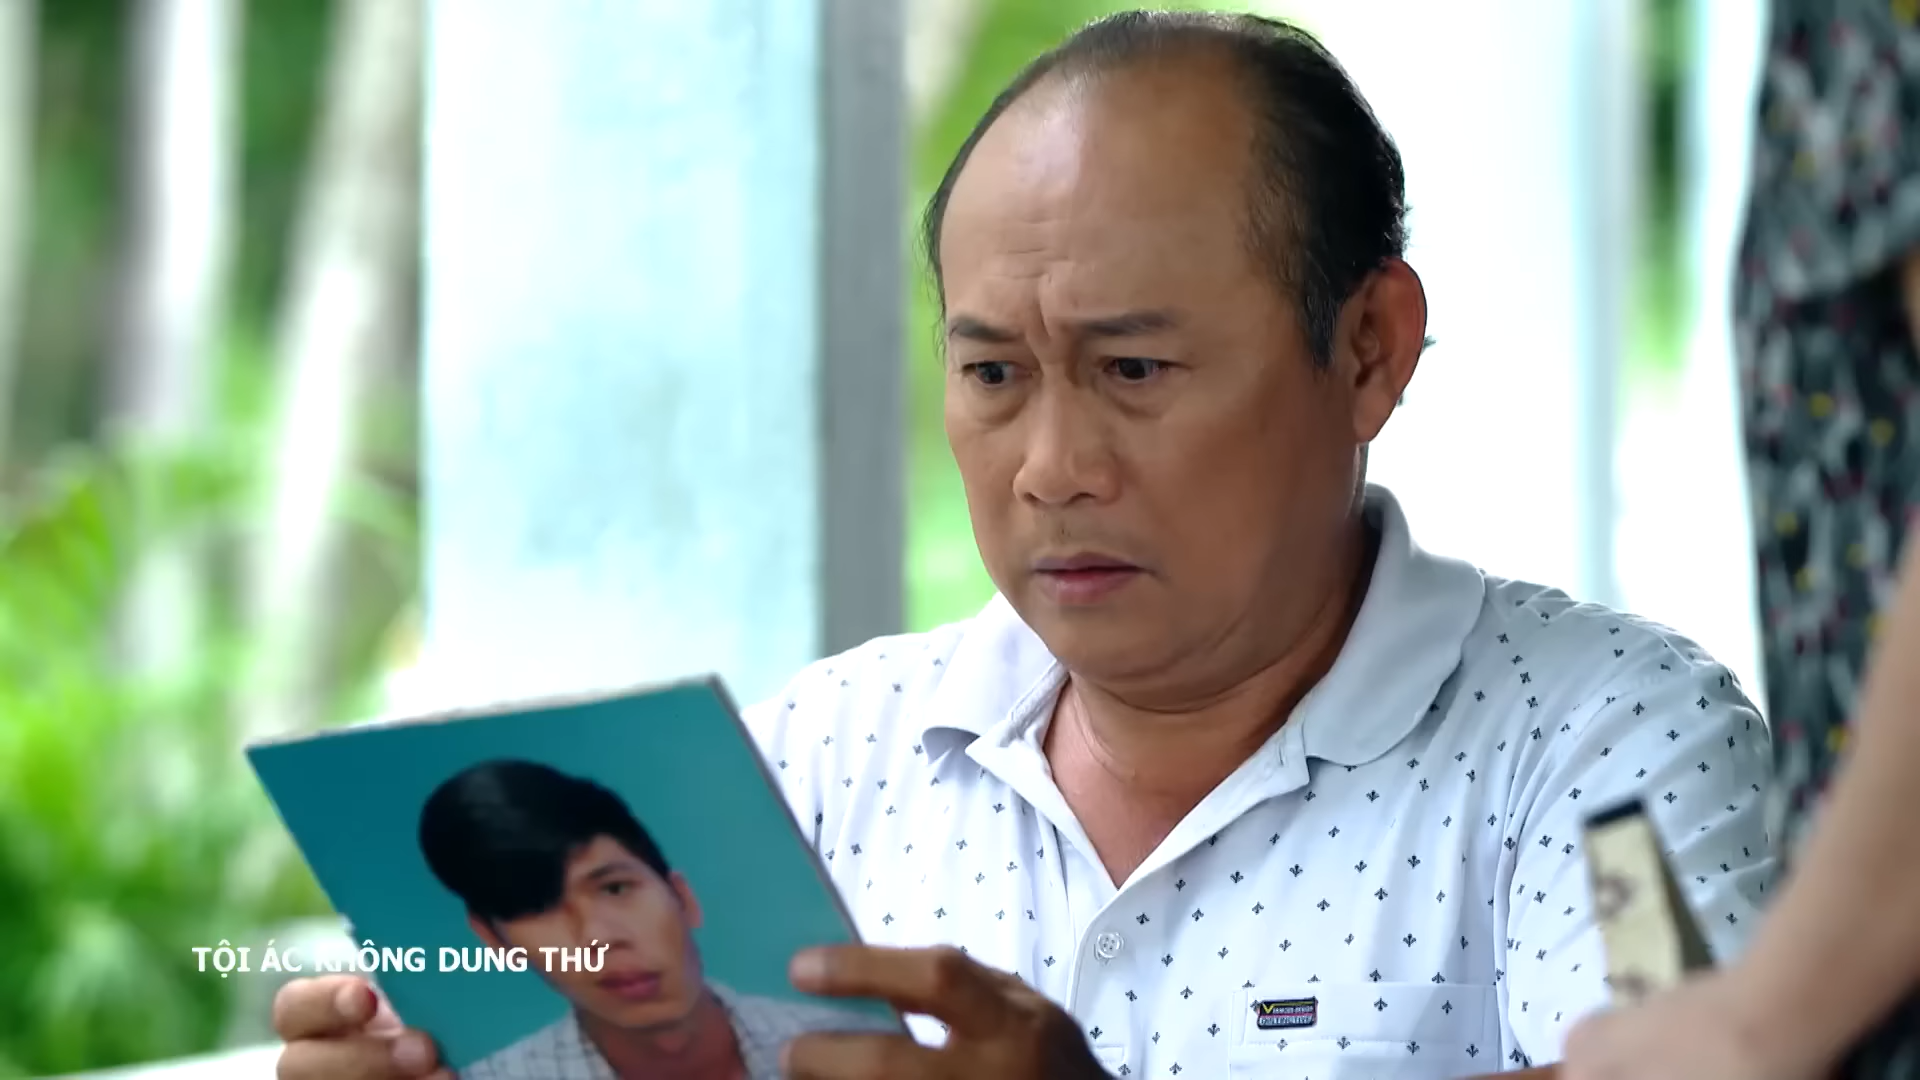 TỘI ÁC KHÔNG DUNG THỨ